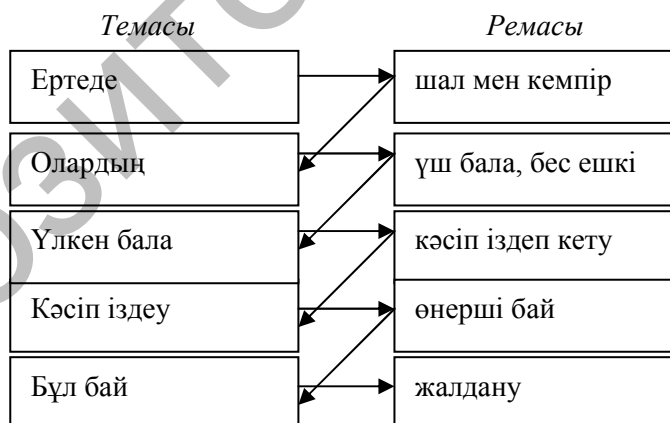 Темасы Ремасы
Ертеде шал мен кемпір
Олардың үш бала, бес ешкі
Үлкен бала кәсіп іздеп кету
Кәсіп іздеу өнерші бай
Бұл бай жалдану
ОЗИТО